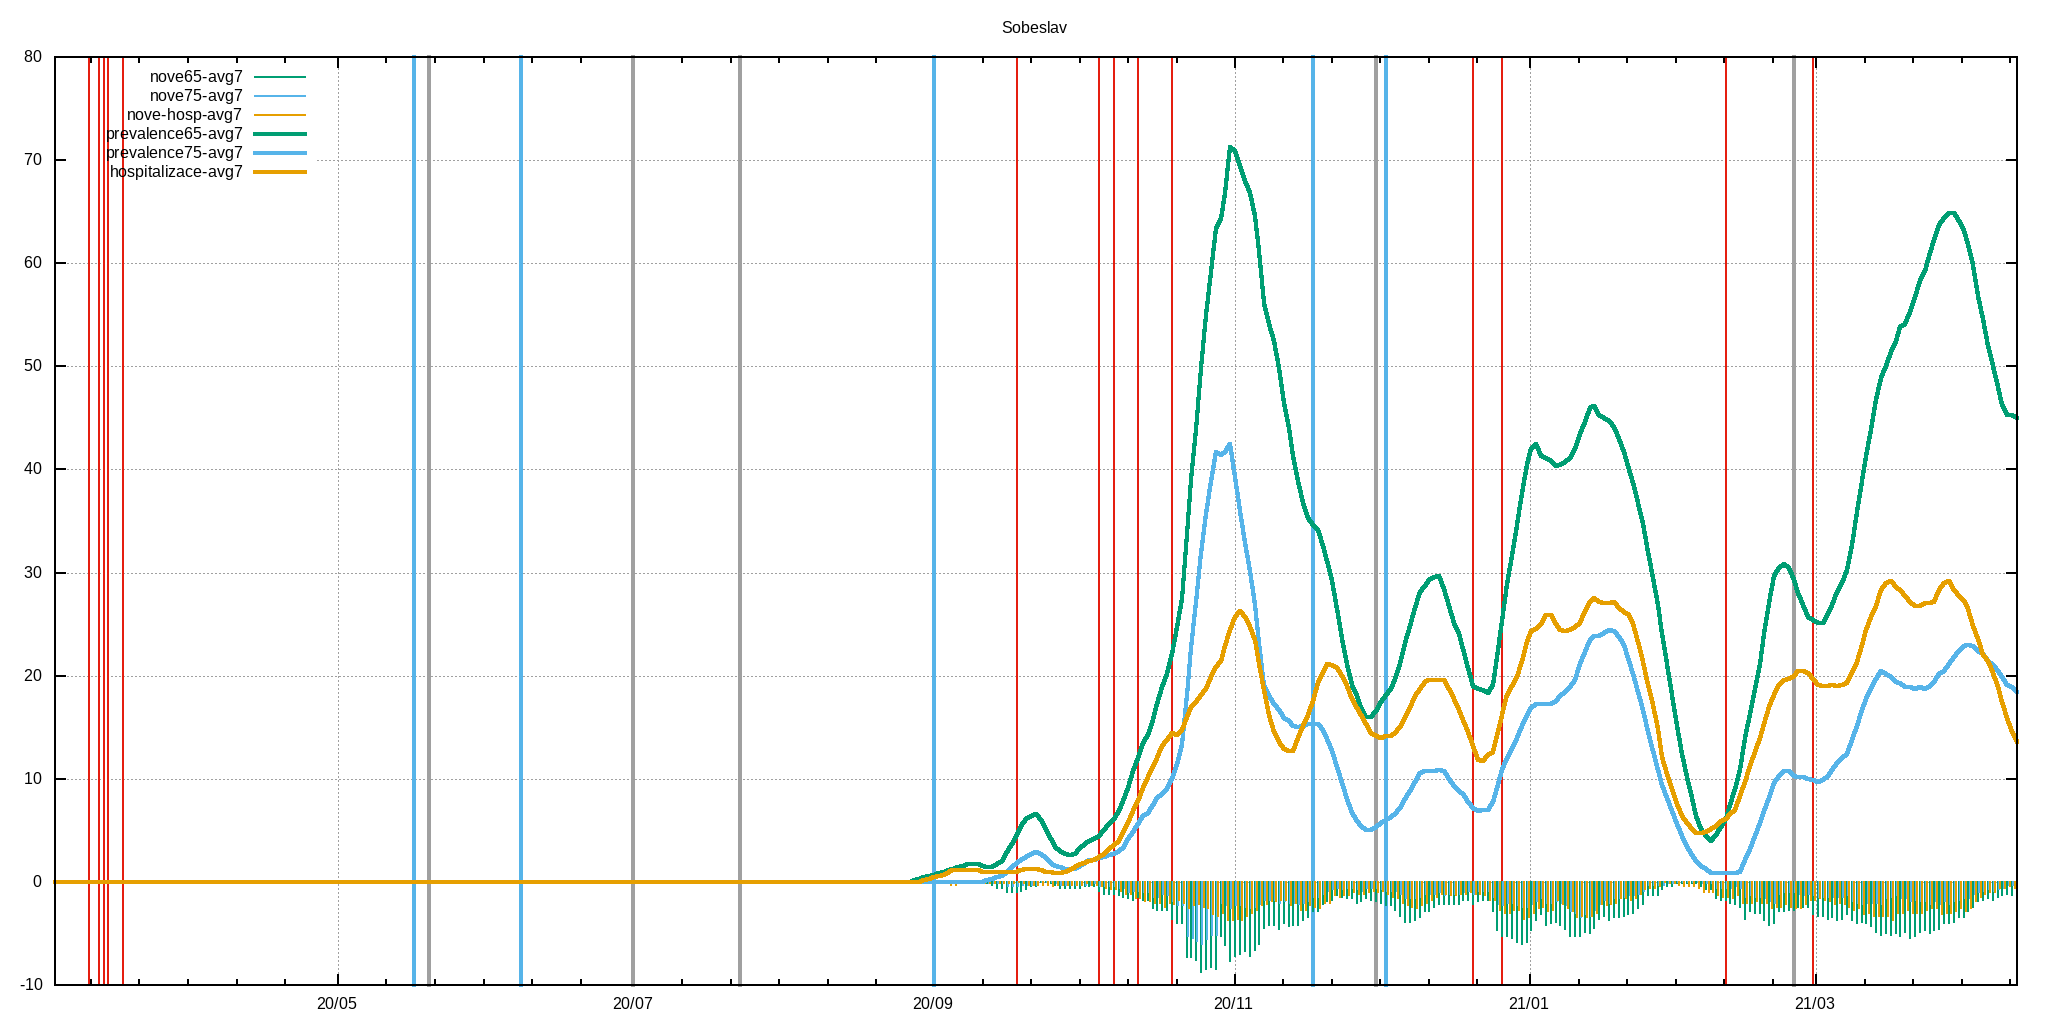 Sobeslav
80
70
60
50
40
30
20
10
0
-10
nove65-avg7
nove75-avg7
nove-hosp-avg7
prevalence65-avg7
prevalence75-avg7
hospitalizace-avg7
20/05 20/07 20/09 20/11 21/01 21/03